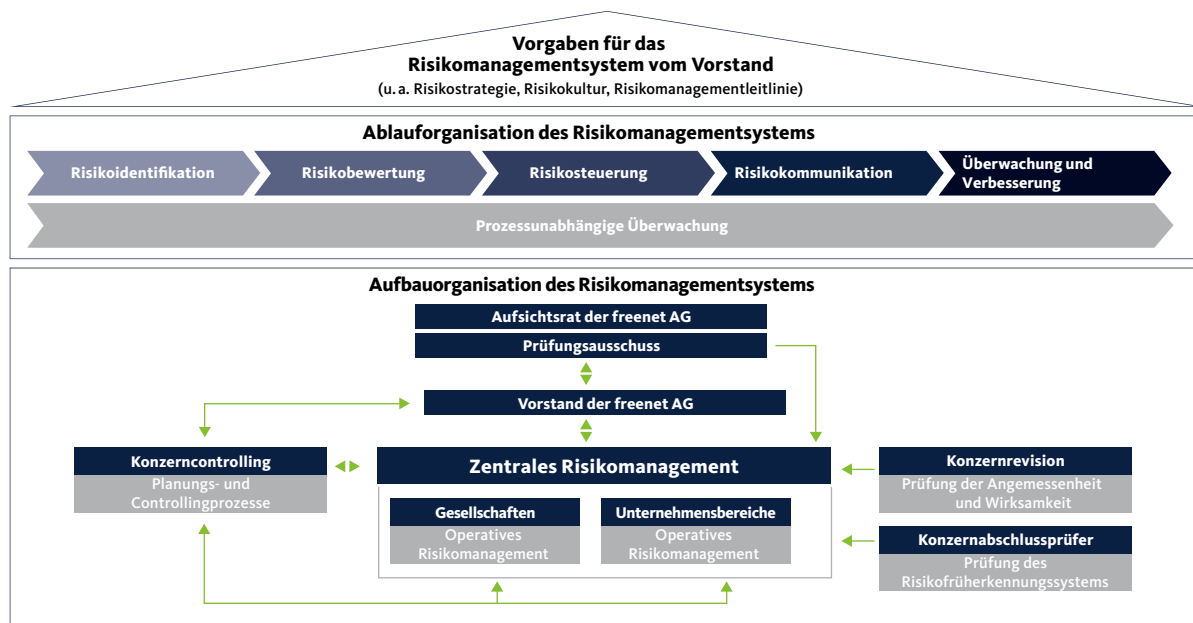 Vorgaben für das
Risikomanagementsystem vom Vorstand
(u. a. Risikostrategie, Risikokultur, Risikomanagementleitlinie)
Ablauforganisation des Risikomanagementsystems
Risikoidentifikation
Risikobewertung
Risikosteuerung
Risikokommunikation
Überwachung und
Verbesserung
Prozessunabhängige Überwachung
Aufbauorganisation des Risikomanagementsystems
Aufsichtsrat der freenet AG
Prüfungsausschuss
Vorstand der freenet AG
Konzerncontrolling
Planungs- und
Controllingprozesse
Zentrales Risikomanagement
Gesellschaften
Operatives
Risikomanagement
Unternehmensbereiche
Operatives
Risikomanagement
Konzernrevision
Prüfung der Angemessenheit
und Wirksamkeit
Konzernabschlussprüfer
Prüfung des
Risikofrüherkennungssystems